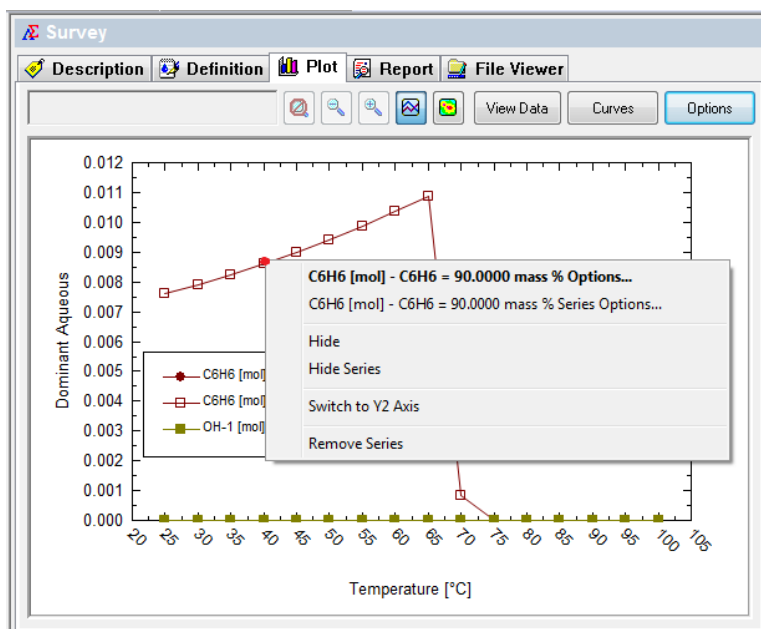 Survey
Description Definition Plot Report File Viewer
View Data Curves Options
0.012
0.011
0.010
0.009
0.008
0.007
0.006
0.005
0.004
0.003
0.002
0.001
0.000
Dominant Aqueous
C6H6 [mol] - C6H6 = 90.0000 mass % Options...
C6H6 [mol] - C6H6 = 90.0000 mass % Series Options...
Hide
Hide Series
Switch to Y2 Axis
Remove Series
C6H6 [mol]
C6H6 [mol]
OH-1 [mol]
20 25 30 35 40 45 50 55 60 65 70 75 80 85 90 95 100 105
Temperature [°C]